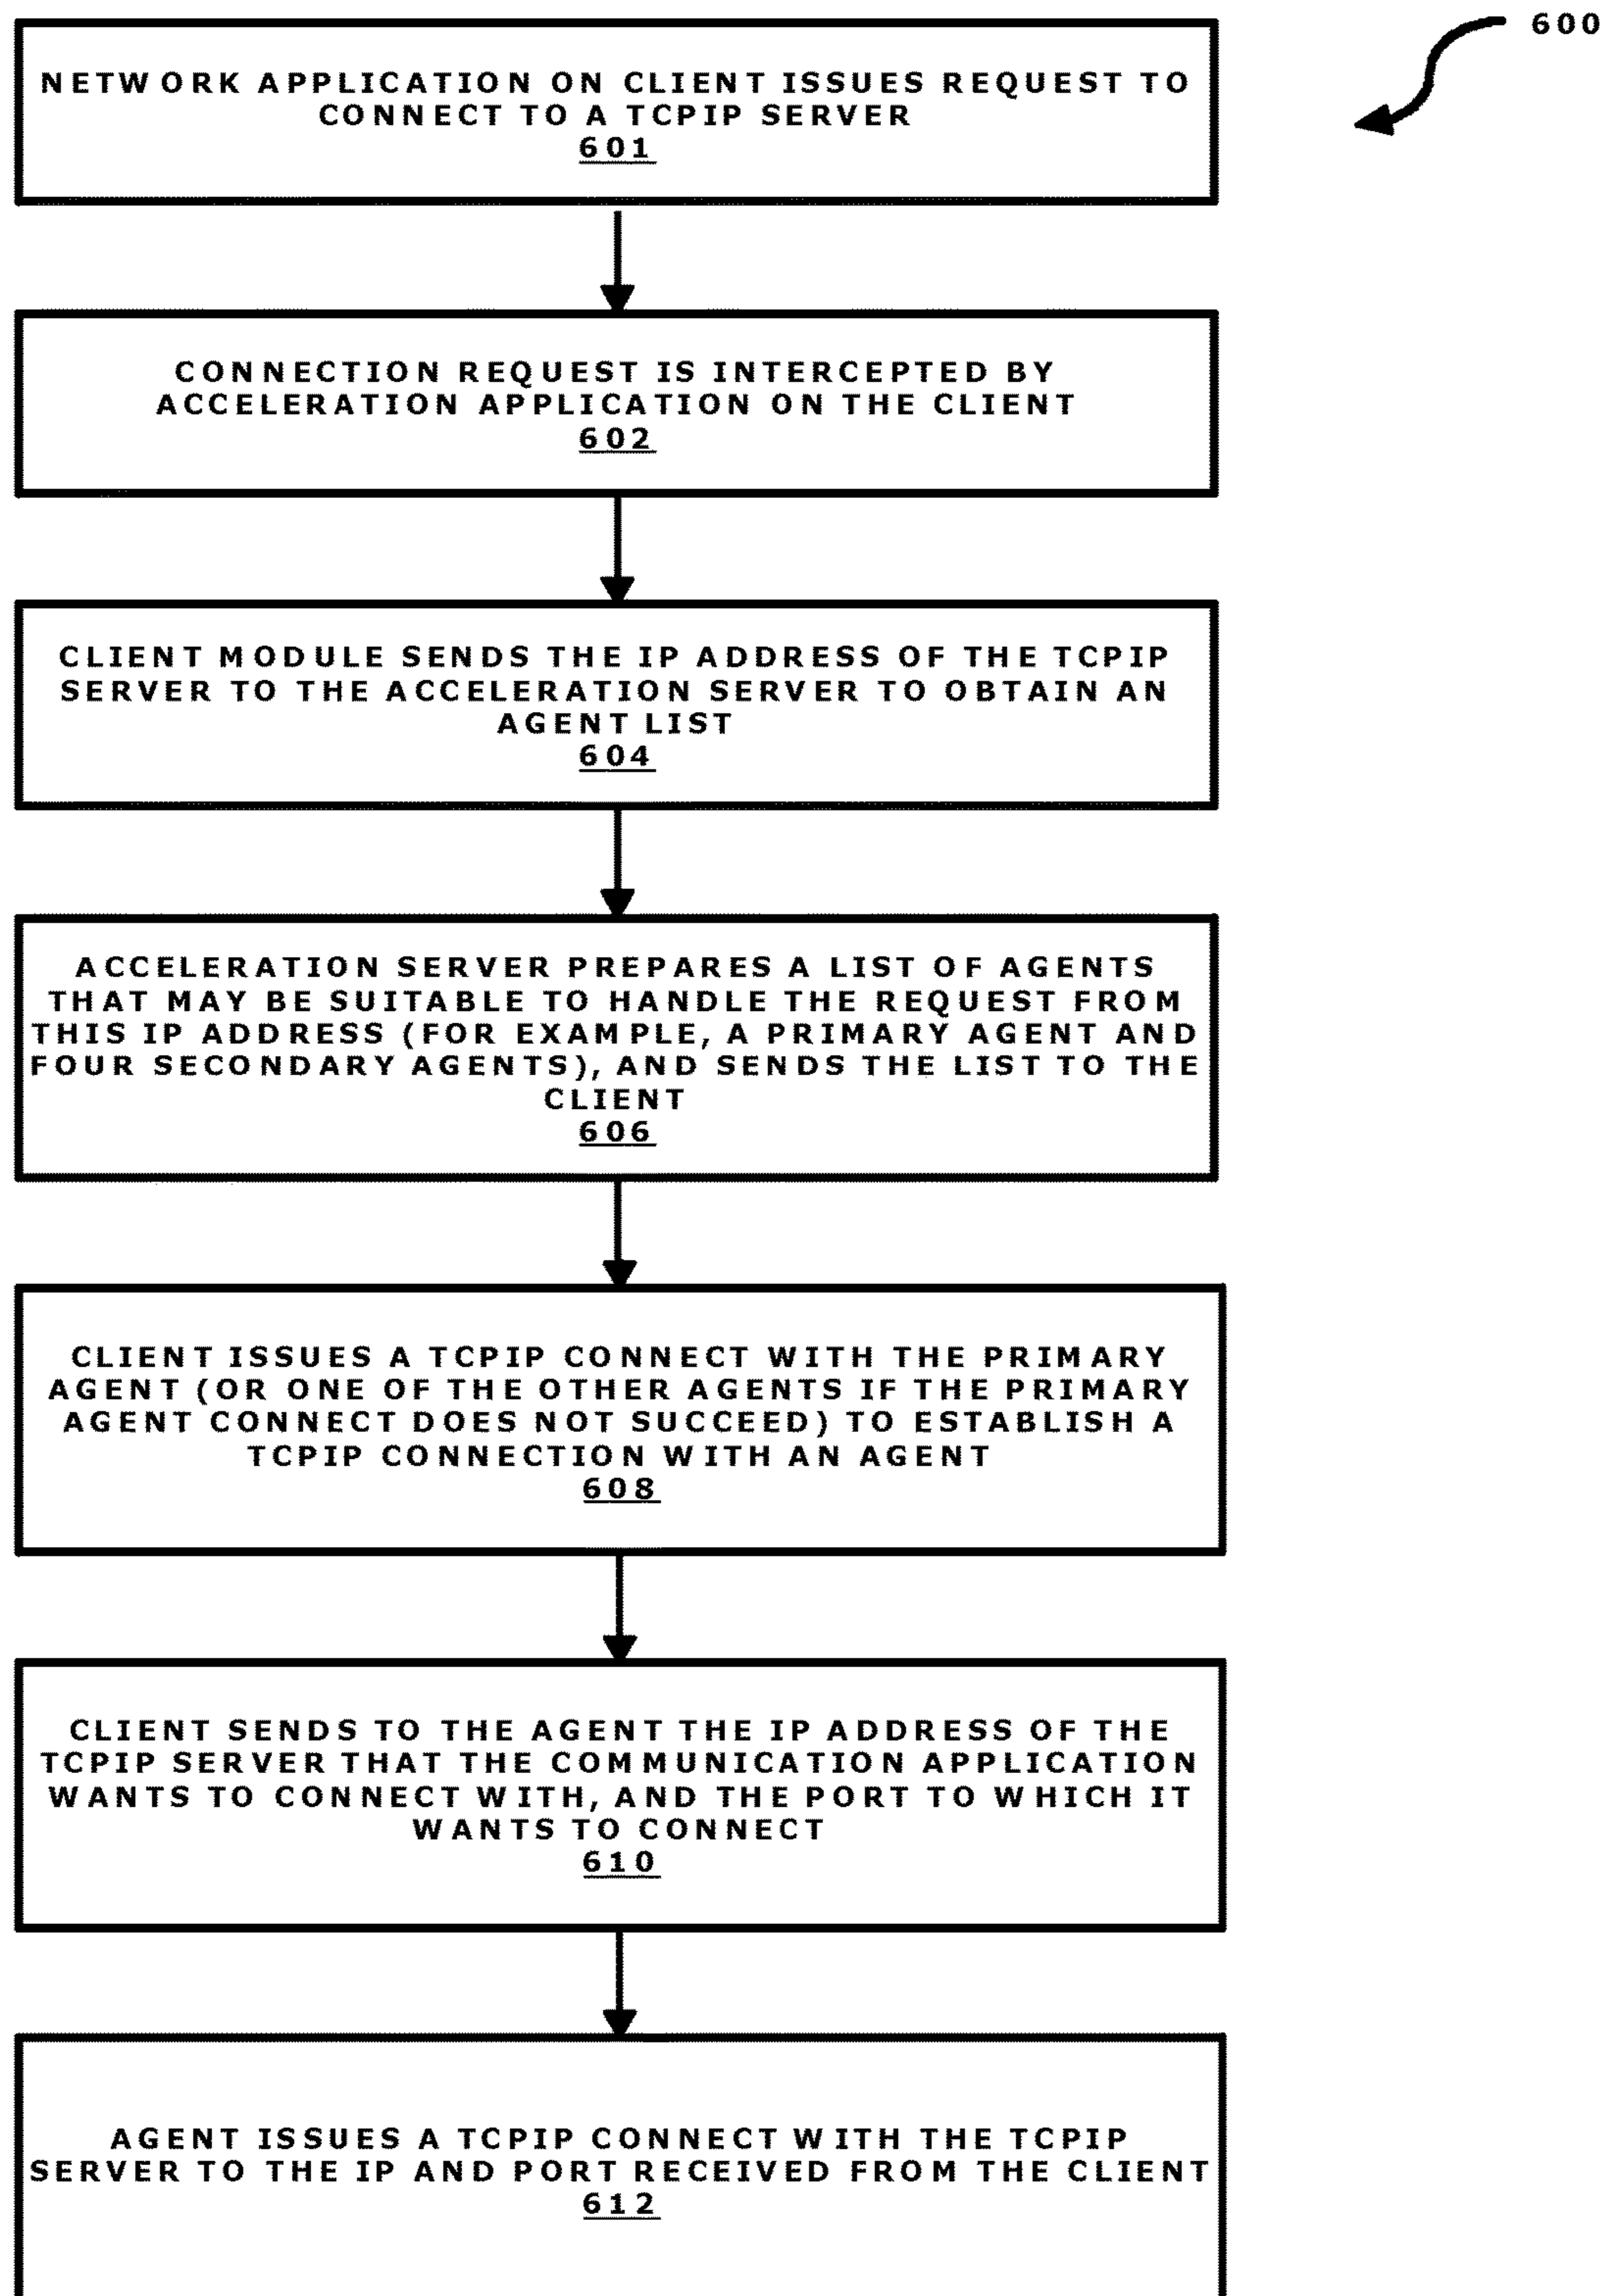 600
NETWORK APPLICATION ON CLIENT ISSUES REQUEST TO
CONNECT TO A TCPIP SERVER
601
CONNECTION REQUEST IS INTERCEPTED BY
ACCELERATION APPLICATION ON THE CLIENT
602
CLIENT MODULE SENDS THE IP ADDRESS OF THE TCPIP
SERVER TO THE ACCELERATION SERVER TO OBTAIN AN
AGENT LIST
604
ACCELERATION SERVER PREPARES A LIST OF AGENTS
THAT MAY BE SUITABLE TO HANDLE THE REQUEST FROM
THIS IP ADDRESS (FOR EXAMPLE, A PRIMARY AGENT AND
FOUR SECONDARY AGENTS), AND SENDS THE LIST TO THE
CLIENT
606
CLIENT ISSUES A TCPIP CONNECT WITH THE PRIMARY
AGENT (OR ONE OF THE OTHER AGENTS IF THE PRIMARY
AGENT CONNECT DOES NOT SUCCEED) TO ESTABLISH A
TCPIP CONNECTION WITH AN AGENT
608
CLIENT SENDS TO THE AGENT THE IP ADDRESS OF THE
TCPIP SERVER THAT THE COMMUNICATION APPLICATION
WANTS TO CONNECT WITH, AND THE PORT TO WHICH IT
WANTS TO CONNECT
610
AGENT ISSUES A TCPIP CONNECT WITH THE TCPIP
SERVER TO THE IP AND PORT RECEIVED FROM THE CLIENT
612